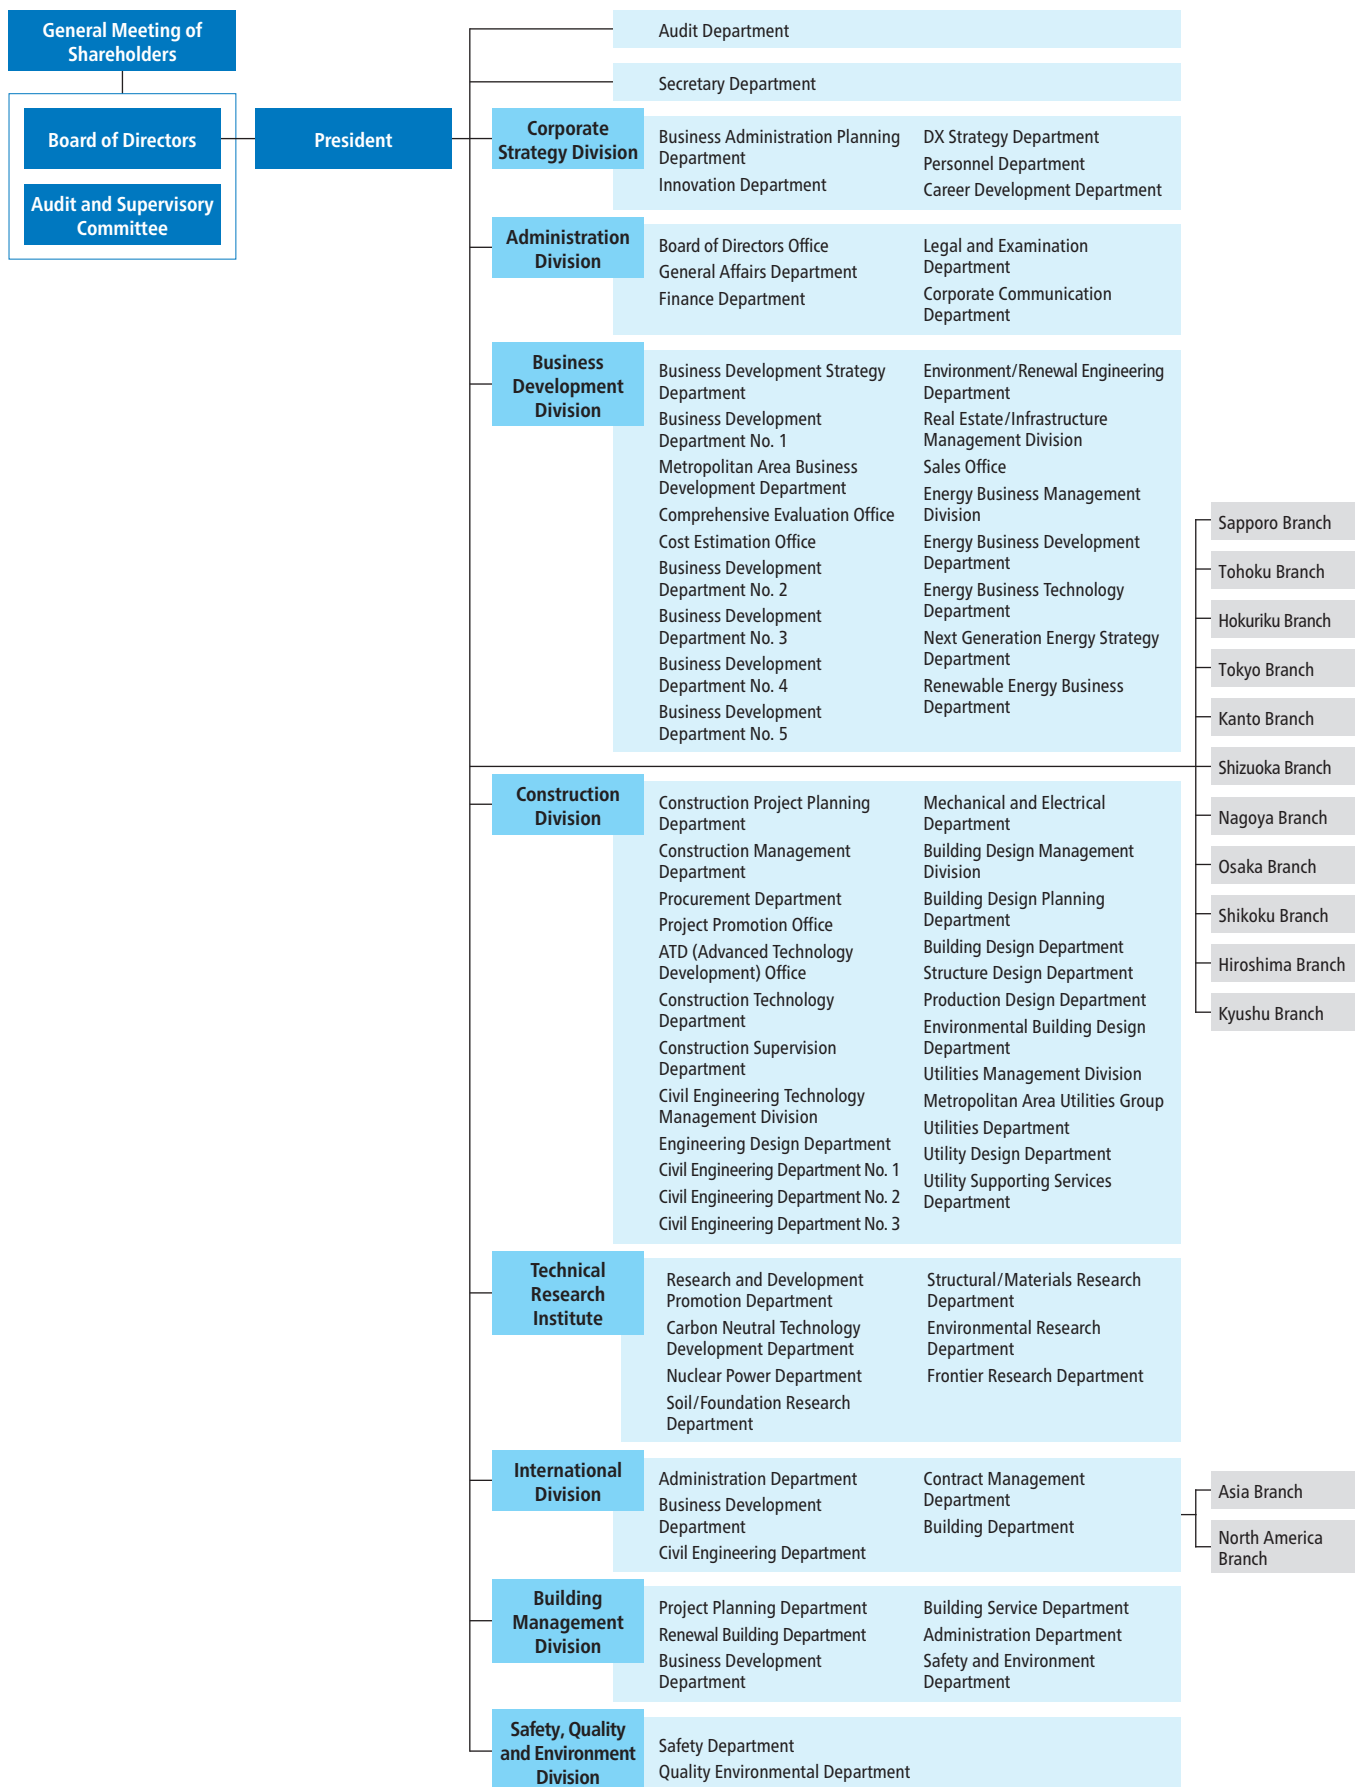 General Meeting of
Shareholders
Board of Directors
Audit and Supervisory
Committee
President
Audit Department
Secretary Department
Corporate
Strategy Division
Business Administration Planning
Department
Innovation Department
DX Strategy Department
Personnel Department
Career Development Department
Administration
Division
Board of Directors Office
General Affairs Department
Finance Department
Legal and Examination
Department
Corporate Communication
Department
Business
Development
Division
Business Development Strategy
Department
Business Development
Department No. 1
Metropolitan Area Business
Development Department
Comprehensive Evaluation Office
Cost Estimation Office
Business Development
Department No. 2
Business Development
Department No. 3
Business Development
Department No. 4
Business Development
Department No. 5
Environment/Renewal Engineering
Department
Real Estate/Infrastructure
Management Division
Sales Office
Energy Business Management
Division
Energy Business Development
Department
Energy Business Technology
Department
Next Generation Energy Strategy
Department
Renewable Energy Business
Department
Sapporo Branch
Tohoku Branch
Hokuriku Branch
Tokyo Branch
Kanto Branch
Shizuoka Branch
Nagoya Branch
Osaka Branch
Shikoku Branch
Hiroshima Branch
Kyushu Branch
Construction
Division
Construction Project Planning
Department
Construction Management
Department
Procurement Department
Project Promotion Office
ATD (Advanced Technology
Development) Office
Construction Technology
Department
Construction Supervision
Department
Civil Engineering Technology
Management Division
Engineering Design Department
Civil Engineering Department No. 1
Civil Engineering Department No. 2
Civil Engineering Department No. 3
Mechanical and Electrical
Department
Building Design Management
Division
Building Design Planning
Department
Building Design Department
Structure Design Department
Production Design Department
Environmental Building Design
Department
Utilities Management Division
Metropolitan Area Utilities Group
Utilities Department
Utility Design Department
Utility Supporting Services
Department
Technical
Research
Institute
Research and Development
Promotion Department
Carbon Neutral Technology
Development Department
Nuclear Power Department
Soil/Foundation Research
Department
Structural/Materials Research
Department
Environmental Research
Department
Frontier Research Department
International
Division
Administration Department
Business Development
Department
Civil Engineering Department
Contract Management
Department
Building Department
Asia Branch
North America
Branch
Building
Management
Division
Project Planning Department
Renewal Building Department
Business Development
Department
Building Service Department
Administration Department
Safety and Environment
Department
Safety, Quality
and Environment
Division
Safety Department
Quality Environmental Department